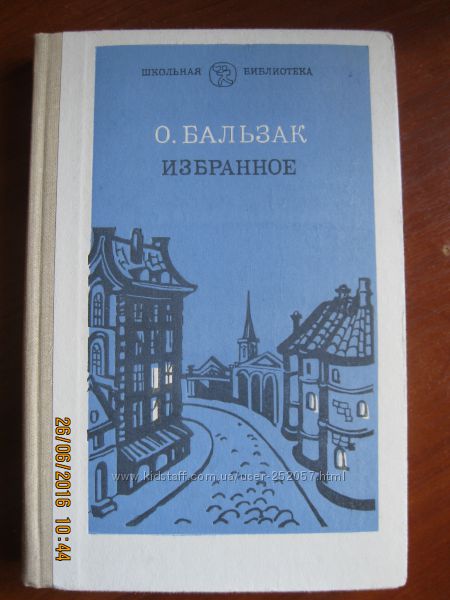 ШКОЛЬНАЯ БИБЛИОТЕКА
О. БАЛЬЗАК
ИЗБРАННОЕ
www.kidstaff.com.ua/user-252057.html
26/06/2016 10:44